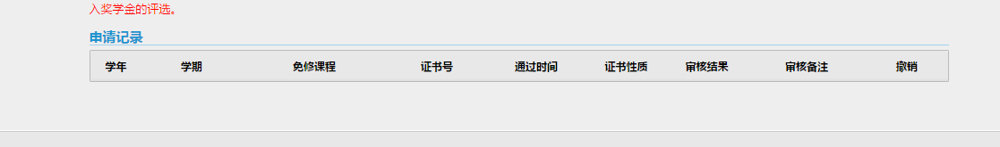 入奖学金的评选。
申请记录
学年 学期 免修课程 证书号 通过时间 证书性质 审核结果 审核备注 撤销